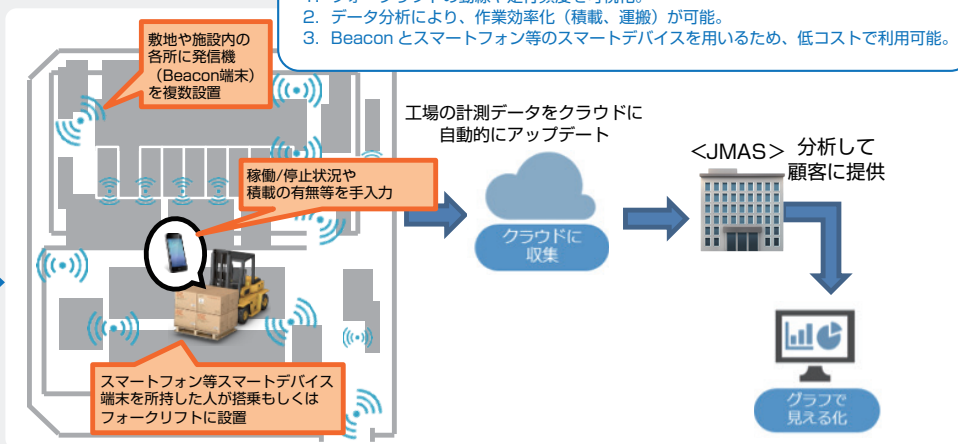 2. データ分析により、作業効率化（積載、運搬）が可能。
3. Beacon とスマートフォン等のスマートデバイスを用いるため、低コストで利用可能。
敷地や施設内の
各所に発信機
（Beacon端末）
を複数設置
稼働/停止状況や
積載の有無等を手入力
スマートフォン等スマートデバイス
端末を所持した人が搭乗もしくは
フォークリフトに設置
工場の計測データをクラウドに
自動的にアップデート
クラウドに
収集
＜JMAS＞
分析して
顧客に提供
グラフで
見える化